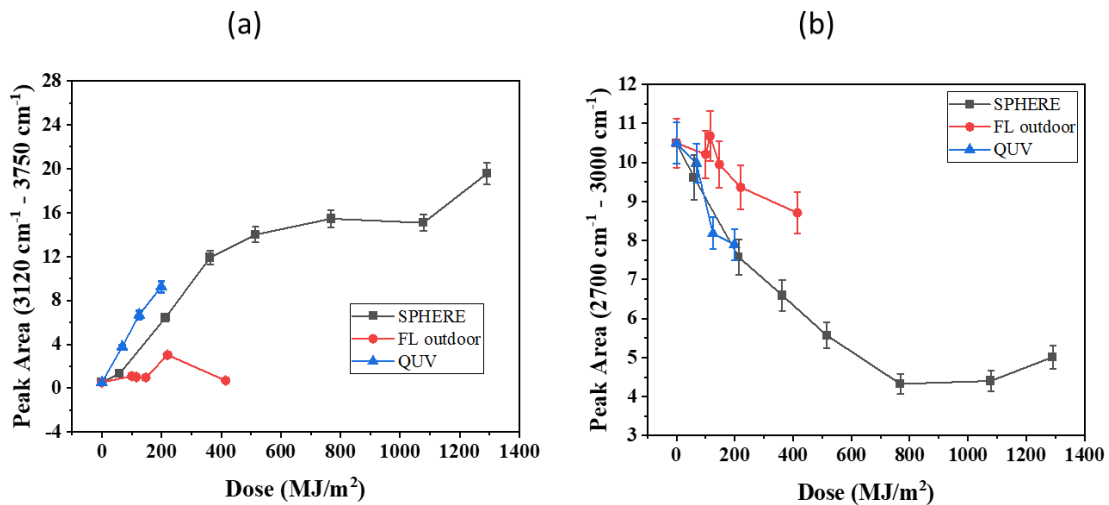 (a)
(b)
Peak Area (3120 cm⁻¹ - 3750 cm⁻¹)
28
24
20
16
12
8
4
0
-4
SPHERE
FL outdoor
QUV
0 200 400 600 800 1000 1200 1400
Dose (MJ/m²)
Peak Area (2700 cm⁻¹ - 3000 cm⁻¹)
12
11
10
9
8
7
6
5
4
3
SPHERE
FL outdoor
QUV
0 200 400 600 800 1000 1200 1400
Dose (MJ/m²)